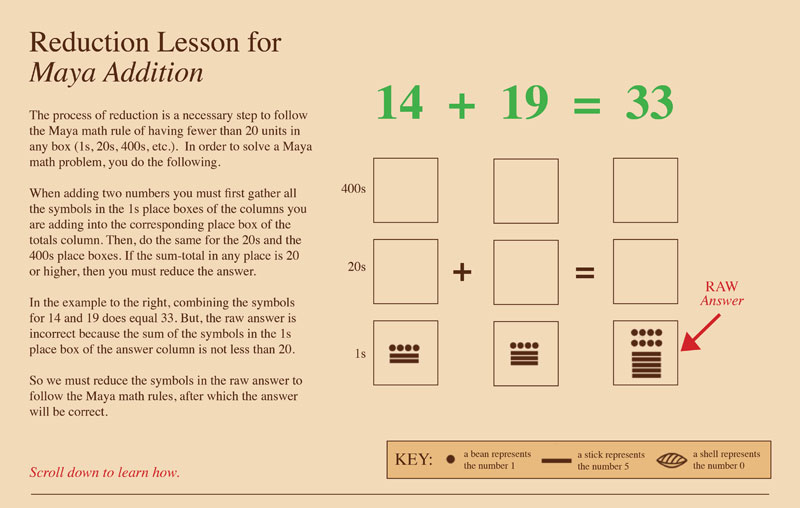 Reduction Lesson for
Maya Addition
The process of reduction is a necessary step to follow
the Maya math rule of having fewer than 20 units in
any box (1s, 20s, 400s, etc.).  In order to solve a Maya
math problem, you do the following.
When adding two numbers you must first gather all
the symbols in the 1s place boxes of the columns you
are adding into the corresponding place box of the
totals column. Then, do the same for the 20s and the
400s place boxes. If the sum-total in any place is 20
or higher, then you must reduce the answer.
In the example to the right, combining the symbols
for 14 and 19 does equal 33. But, the raw answer is
incorrect because the sum of the symbols in the 1s
place box of the answer column is not less than 20.
So we must reduce the symbols in the raw answer to
follow the Maya math rules, after which the answer
will be correct.
Scroll down to learn how.
14 + 19 = 33
400s
20s
+ =
RAW
Answer
1s
KEY:
a bean represents
the number 1
a stick represents
the number 5
a shell represents
the number 0